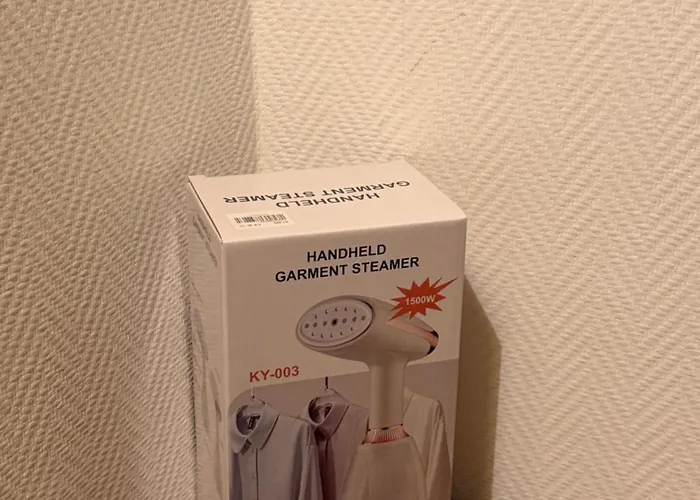 HANDHELD
GARMENT STEAMER
HANDHELD
GARMENT STEAMER
1500W
KY-003